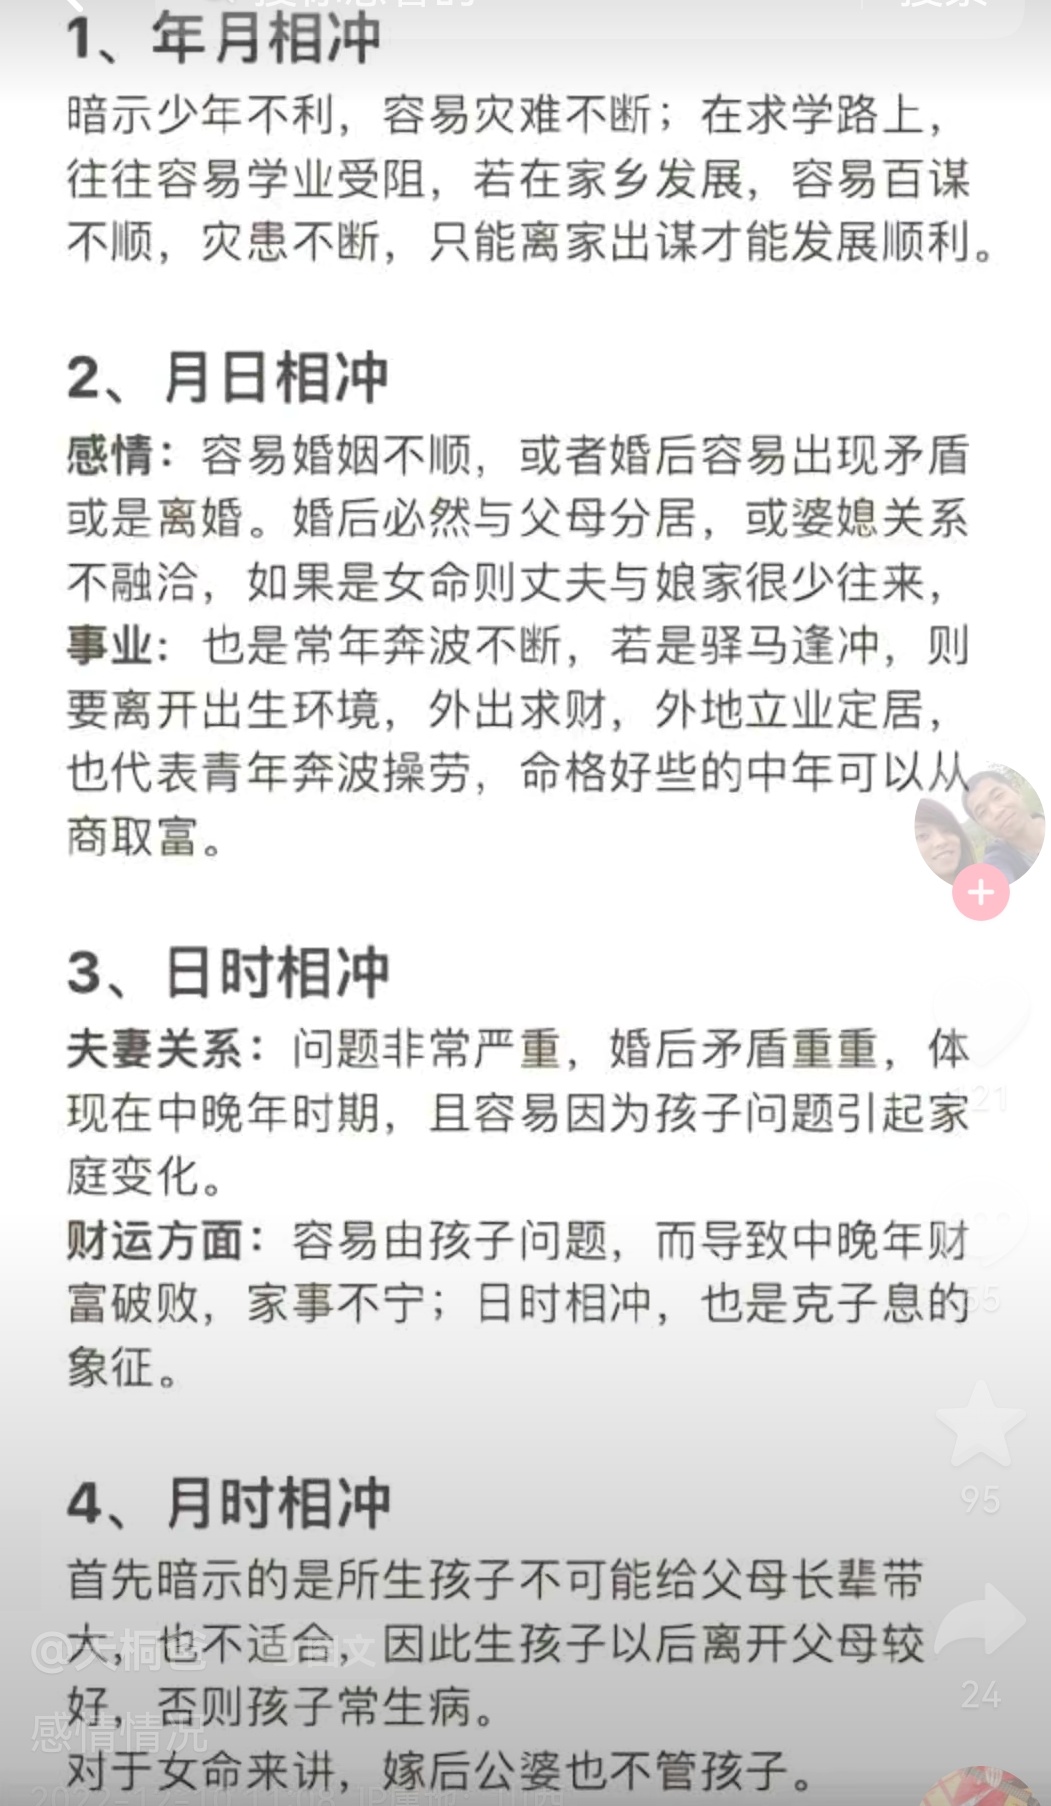 1、年月相冲
暗示少年不利，容易灾难不断；在求学路上，
往往容易学业受阻，若在家乡发展，容易百谋
不顺，灾患不断，只能离家出谋才能发展顺利。
2、月日相冲
感情：容易婚姻不顺，或者婚后容易出现矛盾
或是离婚。婚后必然与父母分居，或婆媳关系
不融洽，如果是女命则丈夫与娘家很少往来，
事业：也是常年奔波不断，若是驿马逢冲，则
要离开出生环境，外出求财，外地立业定居，
也代表青年奔波操劳，命格好些的中年可以从
商取富。
3、日时相冲
夫妻关系：问题非常严重，婚后矛盾重重，体
现在中晚年时期，且容易因为孩子问题引起家
庭变化。
121
财运方面：容易由孩子问题，而导致中晚年财
富破败，家事不宁；日时相冲，也是克子息的
象征。
95
4、月时相冲
首先暗示的是所生孩子不可能给父母长辈带
大，也不适合，因此生孩子以后离开父母较
好，否则孩子常生病。
24
感情情况
对于女命来讲，嫁后公婆也不管孩子。